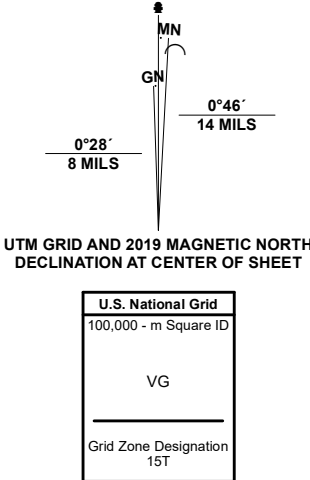 MN
GN
0°46´
14 MILS
0°28´
8 MILS
UTM GRID AND 2019 MAGNETIC NORTH
DECLINATION AT CENTER OF SHEET
U.S. National Grid
100,000 - m Square ID
VG
Grid Zone Designation
15T